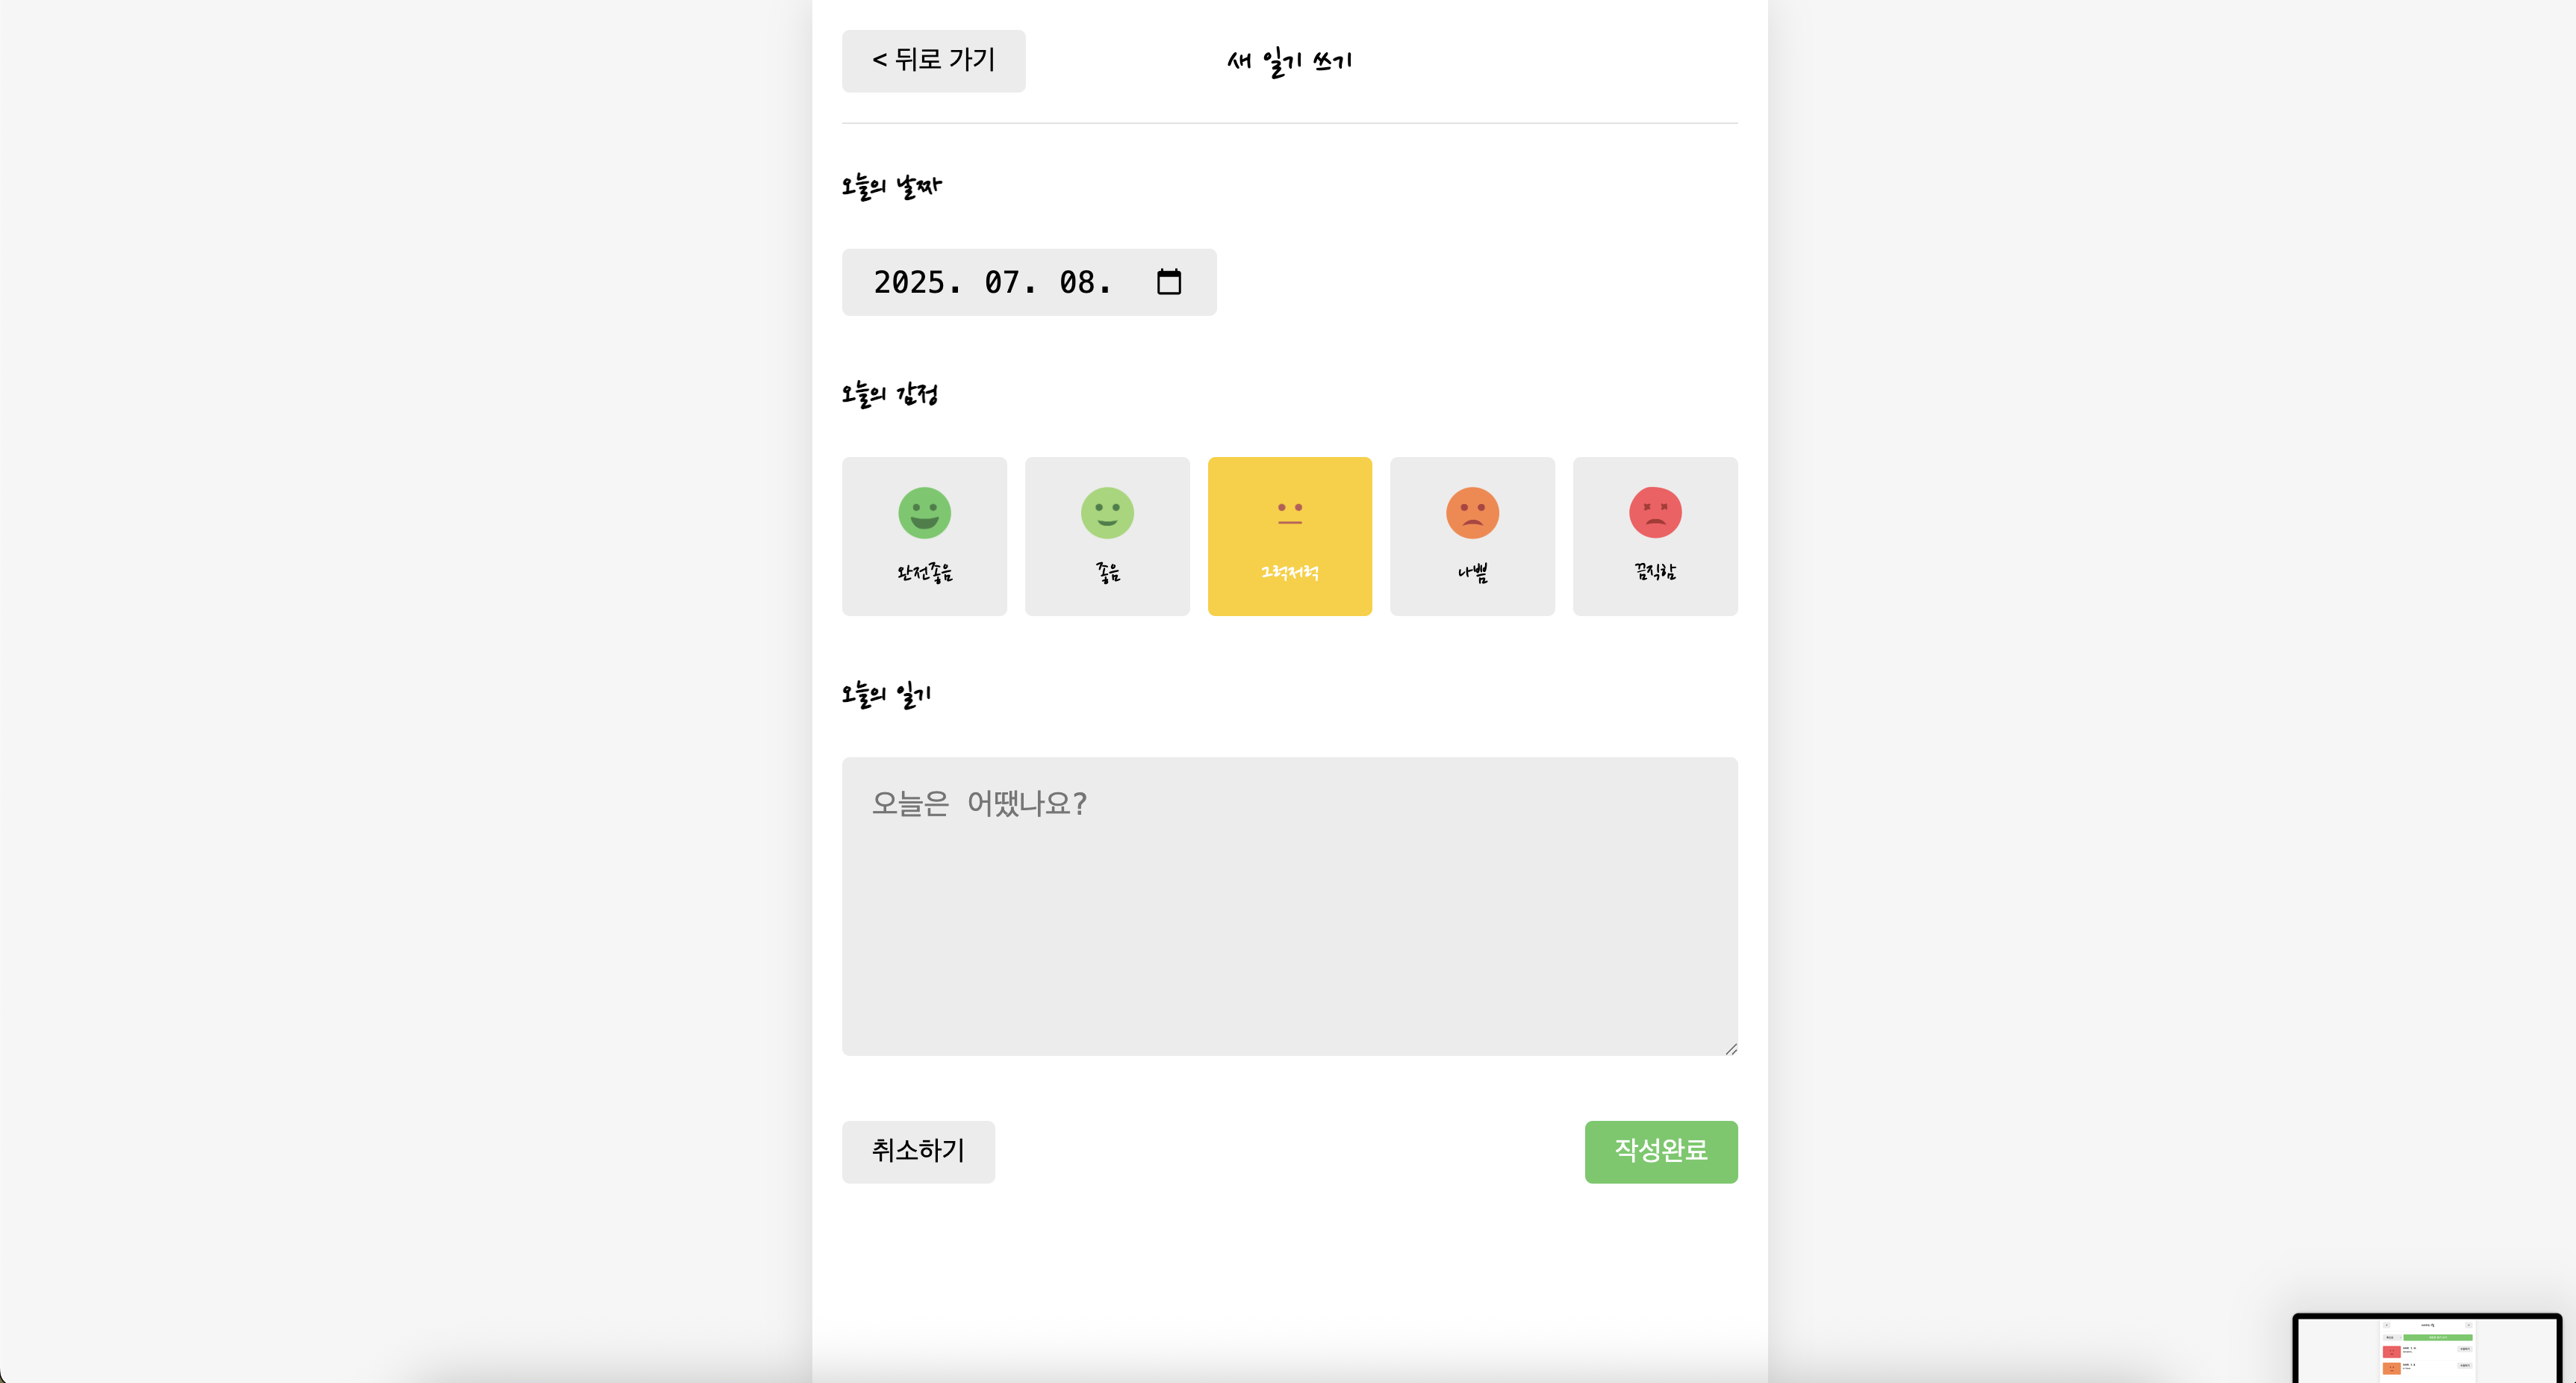 < 뒤로 가기
새 일기 쓰기
오늘의 날짜
2025. 07. 08.
오늘의 감정
완전좋음
좋음
그럭저럭
나쁨
끔직함
오늘의 일기
오늘은 어땠나요?
취소하기
작성완료